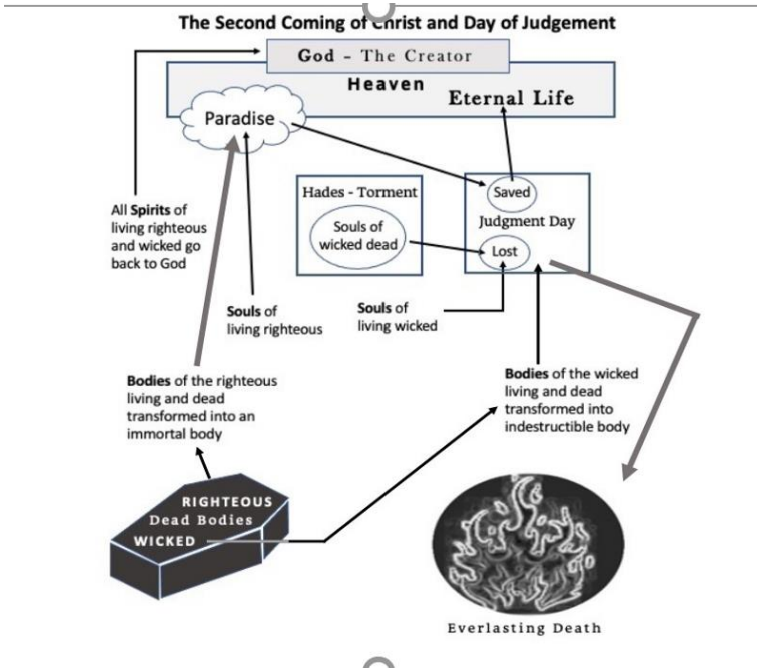 The Second Coming of Christ and Day of Judgement
God – The Creator
Heaven
Eternal Life
Paradise
All Spirits of
living righteous
and wicked go
back to God
Hades - Torment
Souls of
wicked dead
Saved
Judgment Day
Lost
Souls of
living righteous
Souls of
living wicked
Bodies of the righteous
living and dead
transformed into an
immortal body
Bodies of the wicked
living and dead
transformed into
indestructible body
RIGHTEOUS
Dead Bodies
WICKED
Everlasting Death